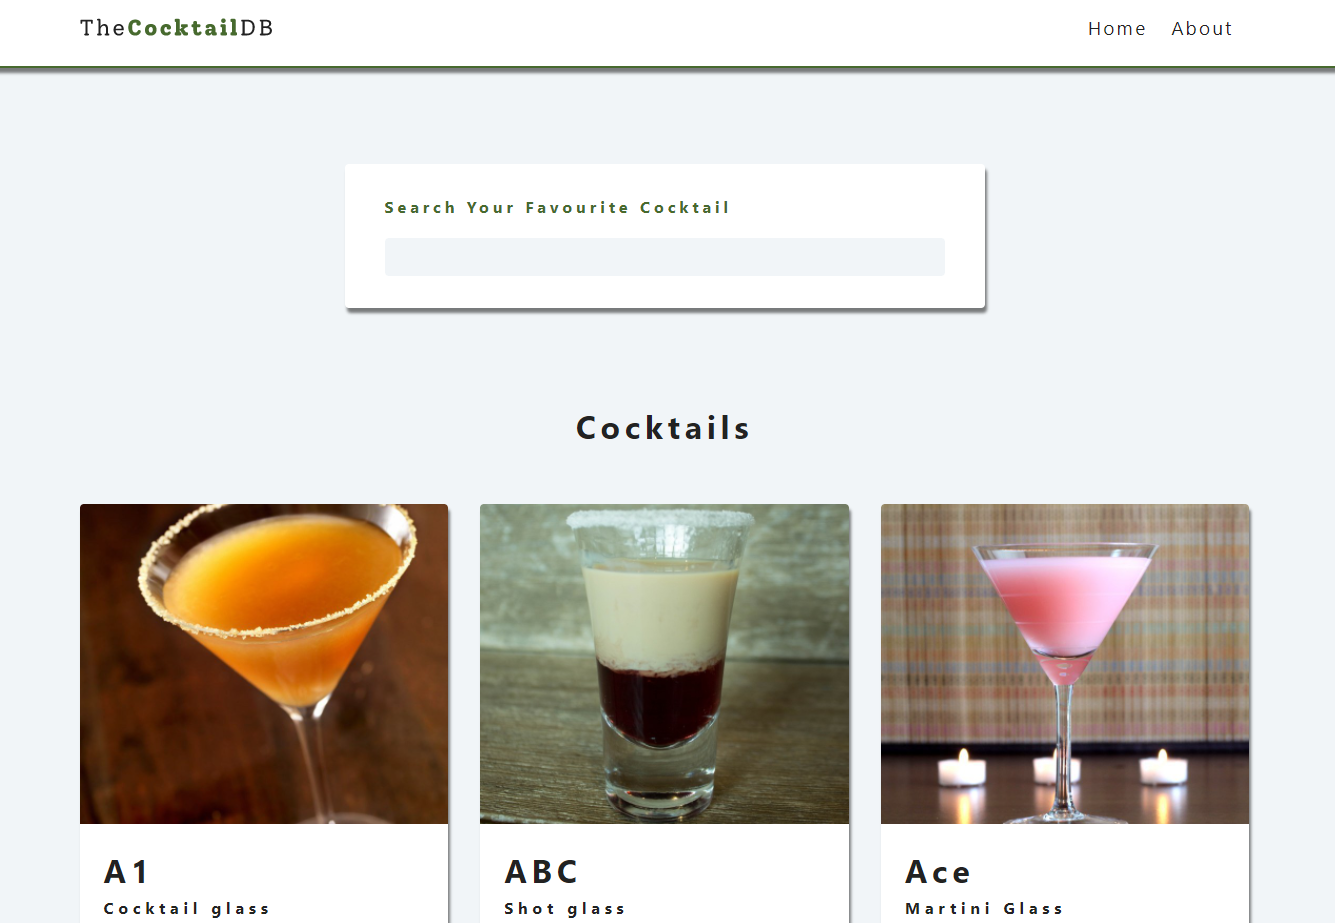 TheCocktailDB
Home About
Search Your Favourite Cocktail
Cocktails
A1
Cocktail glass
ABC
Shot glass
Ace
Martini Glass